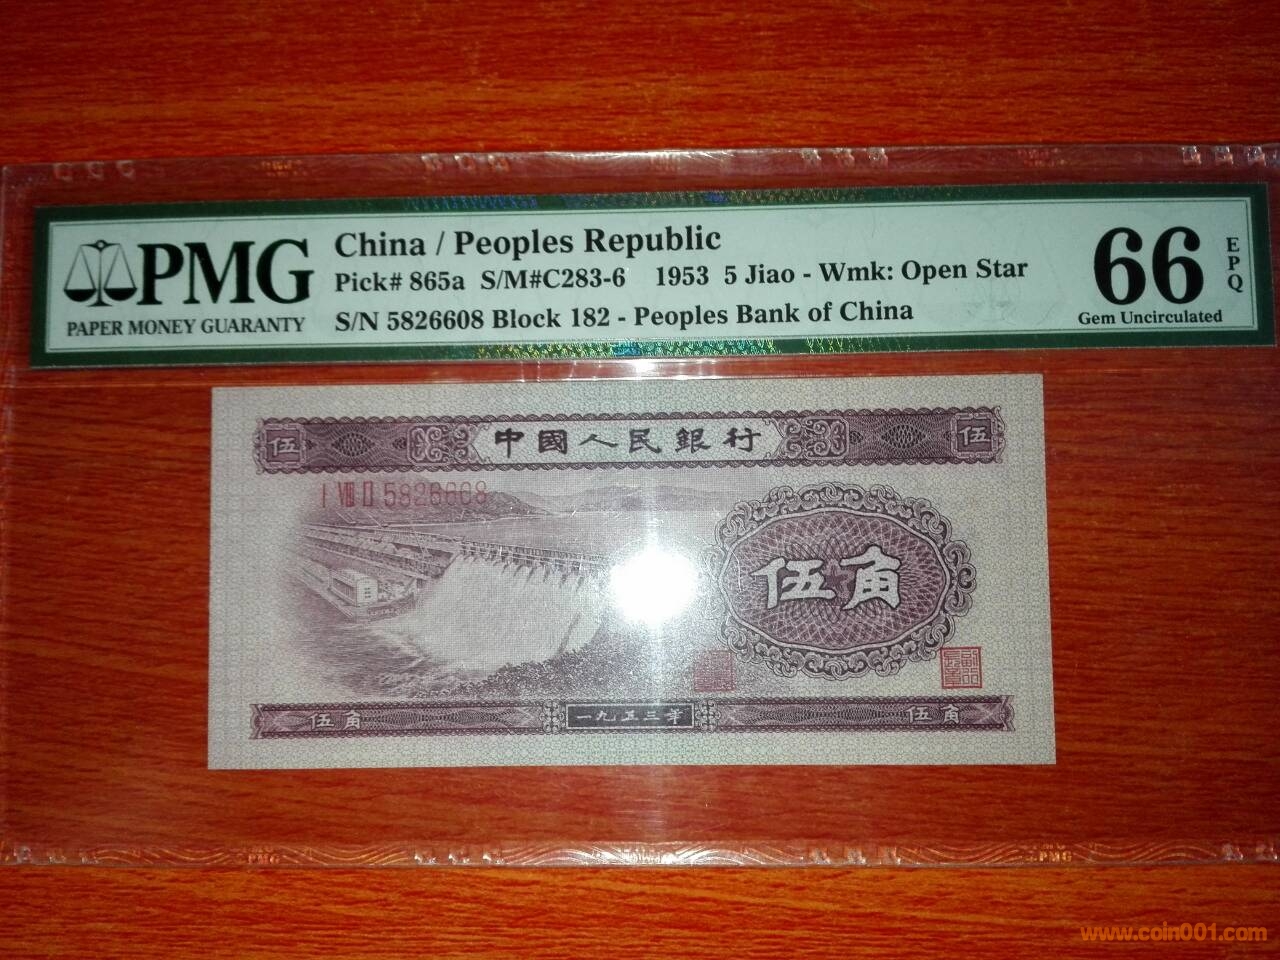 PMG
PAPER MONEY GUARANTY
China / Peoples Republic
Pick# 865a S/M#C283-6 1953 5 Jiao - Wmk: Open Star
S/N 5826608 Block 182 - Peoples Bank of China
66
EPQ
Gem Uncirculated
伍 中國人民銀行 伍
I VIII II 5826608
伍角
伍角 一九五三年 伍角
PMG
PMG
www.coin001.com